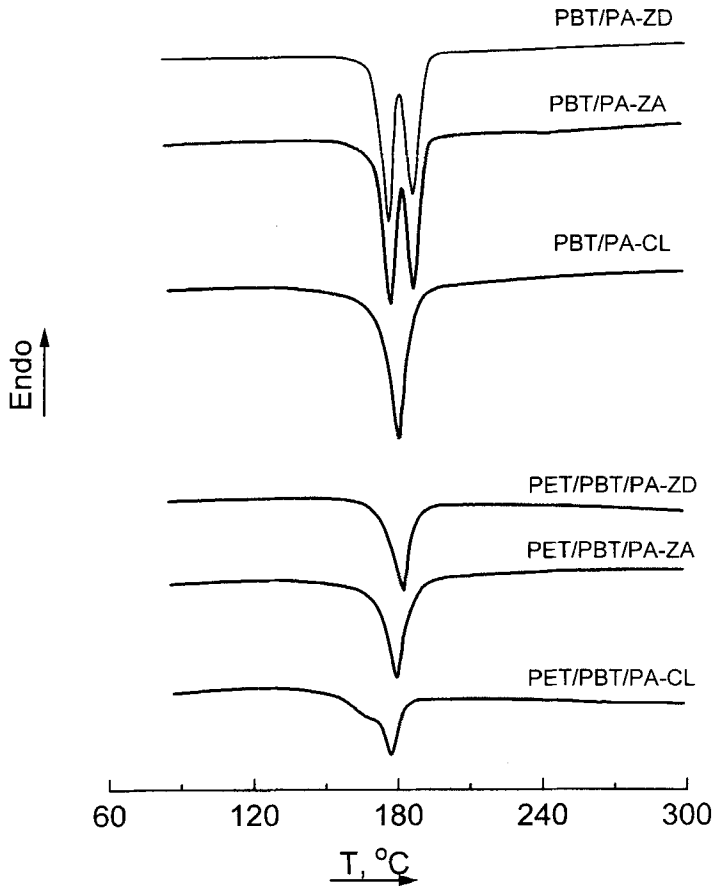 PBT/PA-ZD
PBT/PA-ZA
PBT/PA-CL
Endo
PET/PBT/PA-ZD
PET/PBT/PA-ZA
PET/PBT/PA-CL
60 120 180 240 300
T, °C